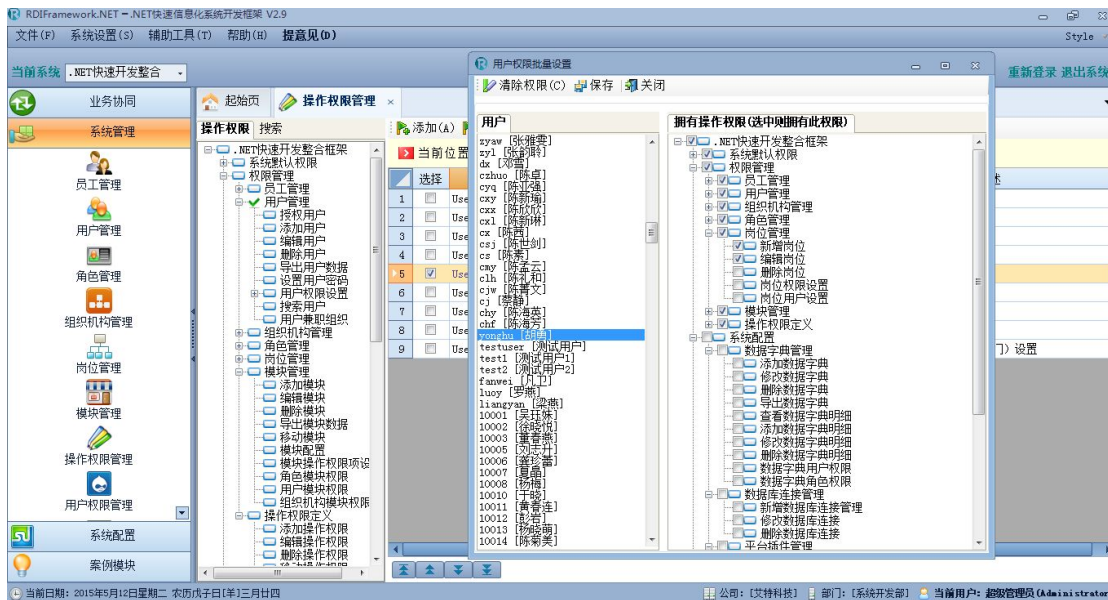 RDIFramework.NET - .NET快速信息化系统开发框架 V2.9
文件(F) 系统设置(S) 辅助工具(T) 帮助(H) 提意见(D)
Style
当前系统 .NET快速开发整合
重新登录 退出系统
业务协同
系统管理
员工管理
用户管理
角色管理
组织机构管理
岗位管理
模块管理
操作权限管理
用户权限管理
系统配置
案例模块
起始页 操作权限管理
操作权限 搜索
.NET快速开发整合框架
系统默认权限
权限管理
员工管理
用户管理
授权用户
添加用户
编辑用户
删除用户
导出用户数据
设置用户密码
用户权限设置
搜索用户
用户兼职组织
组织机构管理
角色管理
岗位管理
模块管理
添加模块
编辑模块
删除模块
导出模块数据
移动模块
模块配置
模块操作权限项设
角色模块权限
用户模块权限
组织机构模块权限
操作权限定义
添加操作权限
编辑操作权限
删除操作权限
添加(A)
当前位置
选择
1 Use
2 Use
3 Use
4 Use
5 Use
6 Use
7 Use
8 Use
9 Use
门）设置
用户权限批量设置
清除权限(C) 保存 关闭
用户
zyaw [张雅雯]
zyl [张韵聆]
dx [邓雪]
czhuo [陈卓]
cyq [陈亚强]
cxy [陈新瑜]
cxx [陈欣欣]
cxl [陈新琳]
cx [陈茜]
csj [陈世剑]
cs [陈素]
cmy [陈孟云]
clh [陈礼和]
cjw [陈菁文]
cj [蔡静]
chy [陈海英]
chf [陈海芳]
yonghu [胡勇]
testuser [测试用户]
test1 [测试用户1]
test2 [测试用户2]
fanwei [凡卫]
luoy [罗燕]
liangyan [梁燕]
10001 [吴珏姝]
10002 [徐晓悦]
10003 [董春燕]
10005 [刘志升]
10006 [龚珍蕾]
10007 [夏晶]
10008 [杨梅]
10010 [于晓]
10011 [黄春连]
10012 [彭岩]
10013 [杨晓萌]
10014 [陈菊美]
拥有操作权限(选中则拥有此权限)
.NET快速开发整合框架
系统默认权限
权限管理
员工管理
用户管理
组织机构管理
角色管理
岗位管理
新增岗位
编辑岗位
删除岗位
岗位权限设置
岗位用户设置
模块管理
操作权限定义
系统配置
数据字典管理
添加数据字典
修改数据字典
删除数据字典
导出数据字典
查看数据字典明细
添加数据字典明细
修改数据字典明细
删除数据字典明细
数据字典用户权限
数据字典角色权限
数据库连接管理
新增数据库连接管理
修改数据库连接
删除数据库连接
平台插件管理
当前日期: 2015年5月12日星期二 农历戊子日[羊]三月廿四
公司: [艾特科技] 部门: [系统开发部] 当前用户: 超级管理员(Administrator